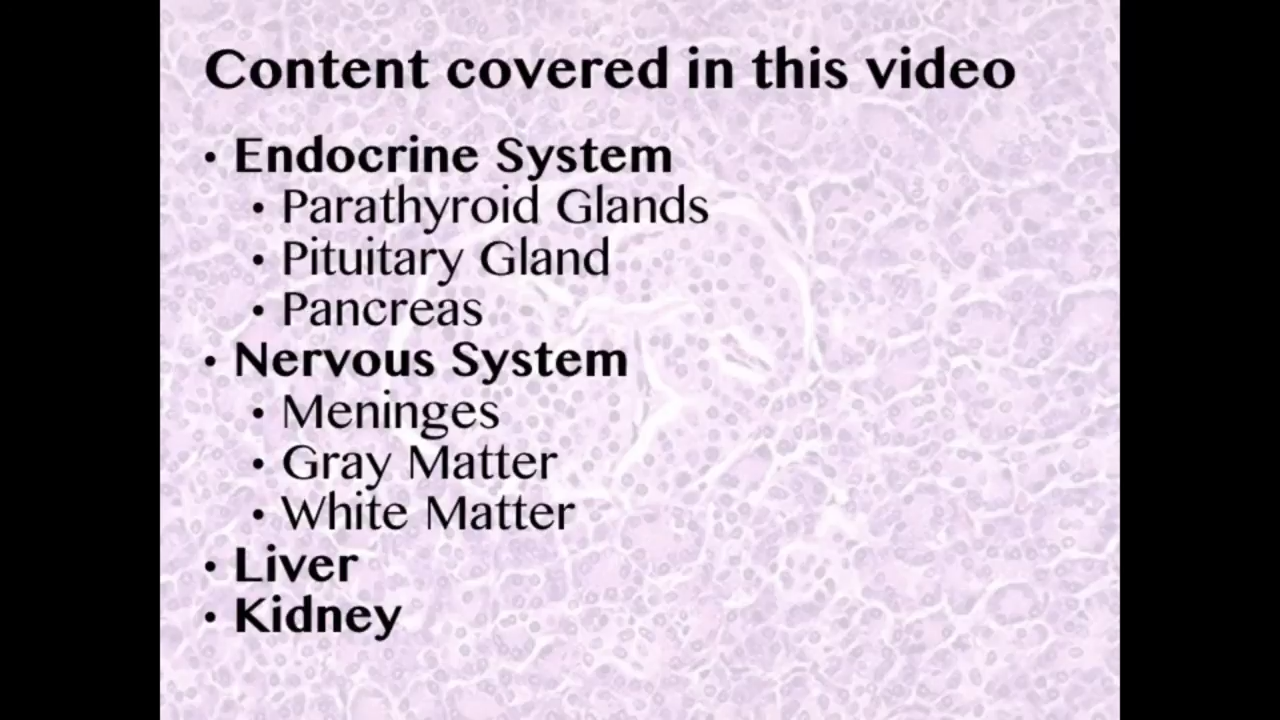 Content covered in this video
• Endocrine System
• Parathyroid Glands
• Pituitary Gland
• Pancreas
• Nervous System
• Meninges
• Gray Matter
• White Matter
• Liver
• Kidney